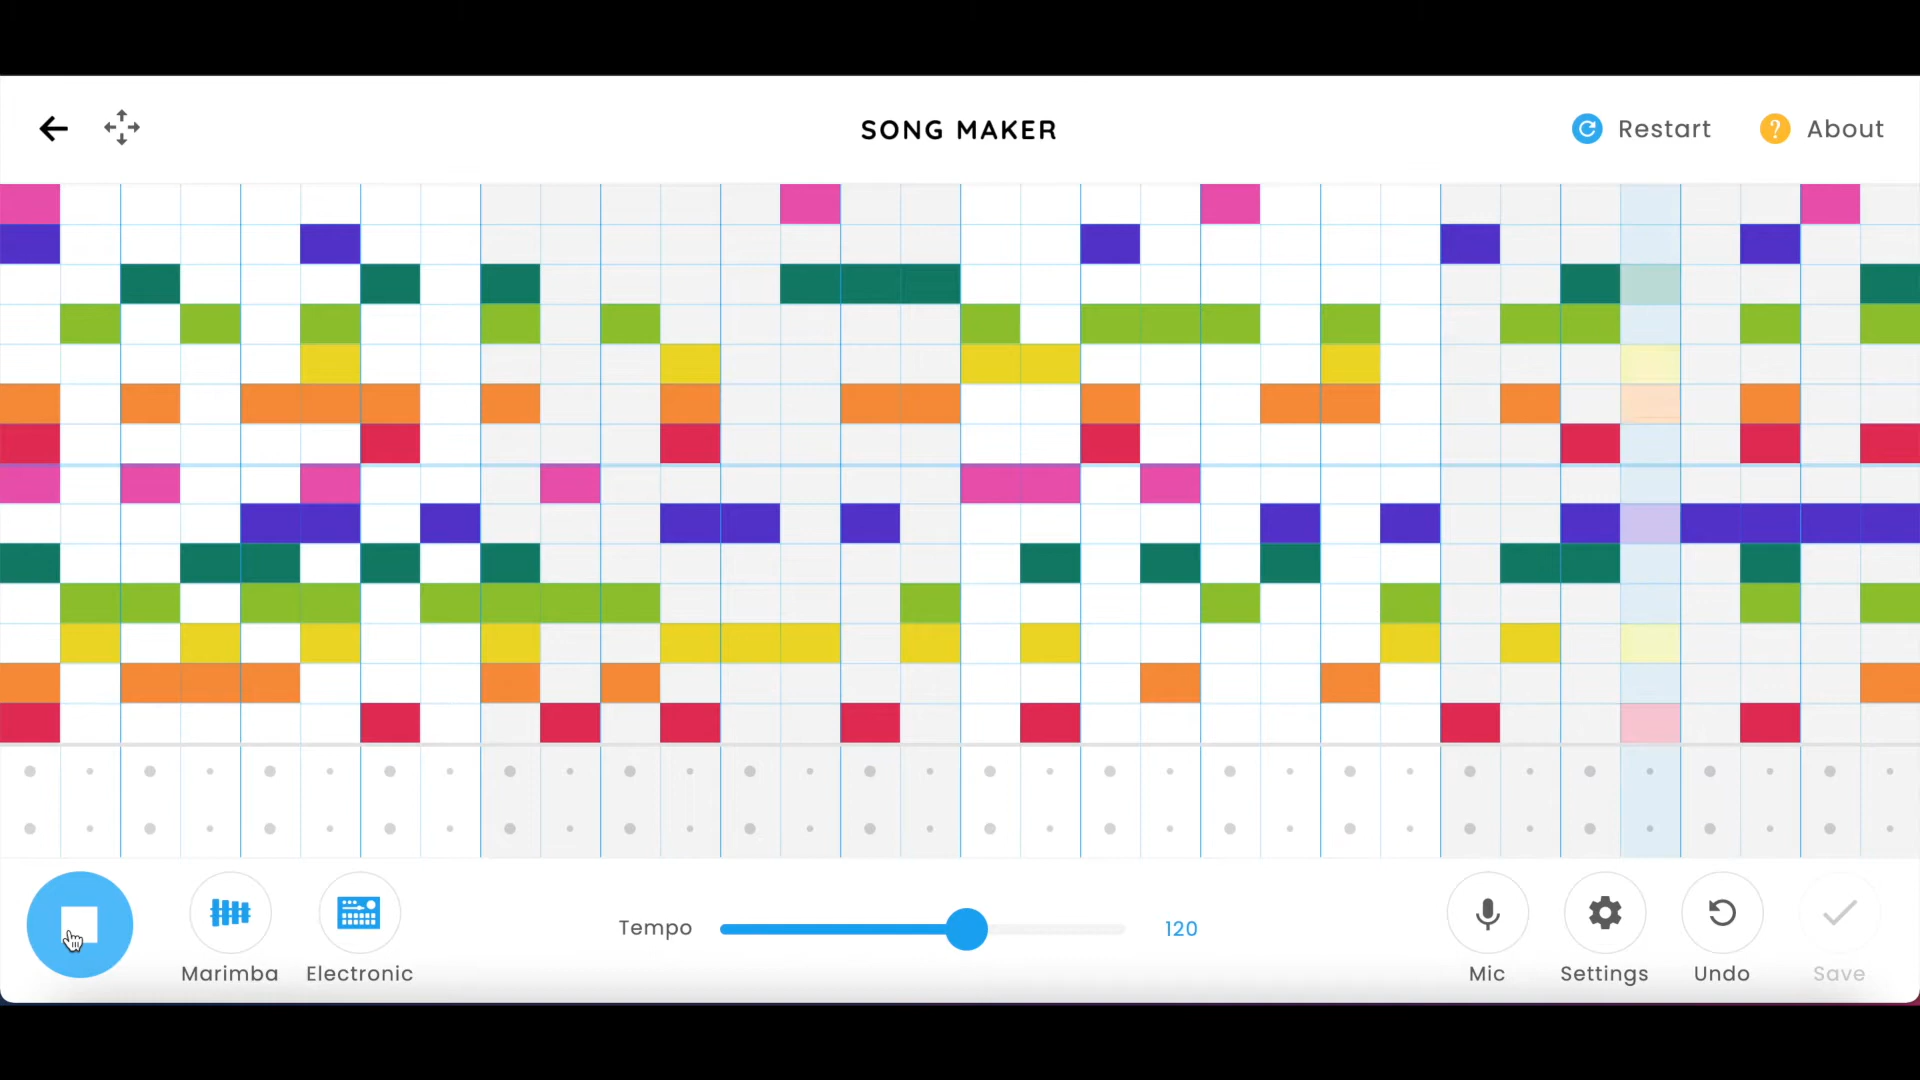 SONG MAKER
Restart
? About
Tempo
120
Marimba
Electronic
Mic
Settings
Undo
Save